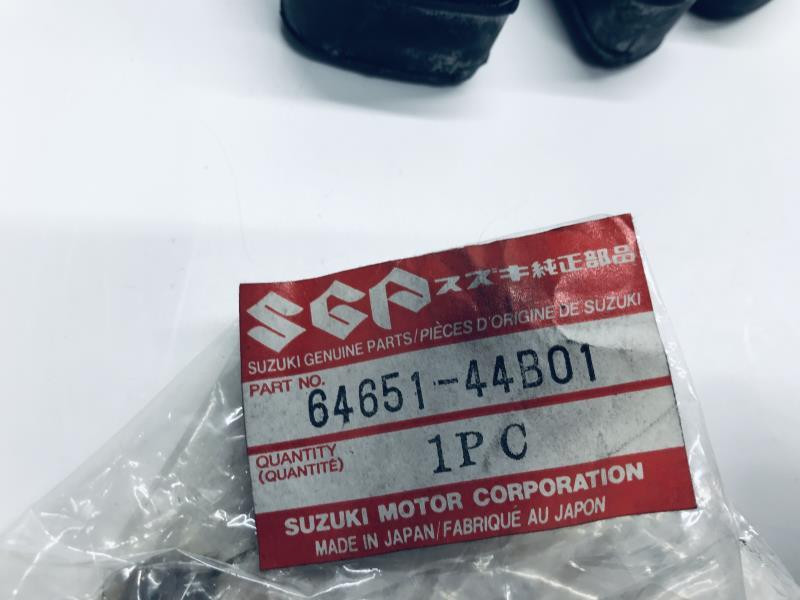 SGP スズキ純正部品
SUZUKI GENUINE PARTS/PIÈCES D'ORIGINE DE SUZUKI
PART NO. 64651-44B01
QUANTITY
(QUANTITÉ) 1PC
SUZUKI MOTOR CORPORATION
MADE IN JAPAN/FABRIQUÉ AU JAPON